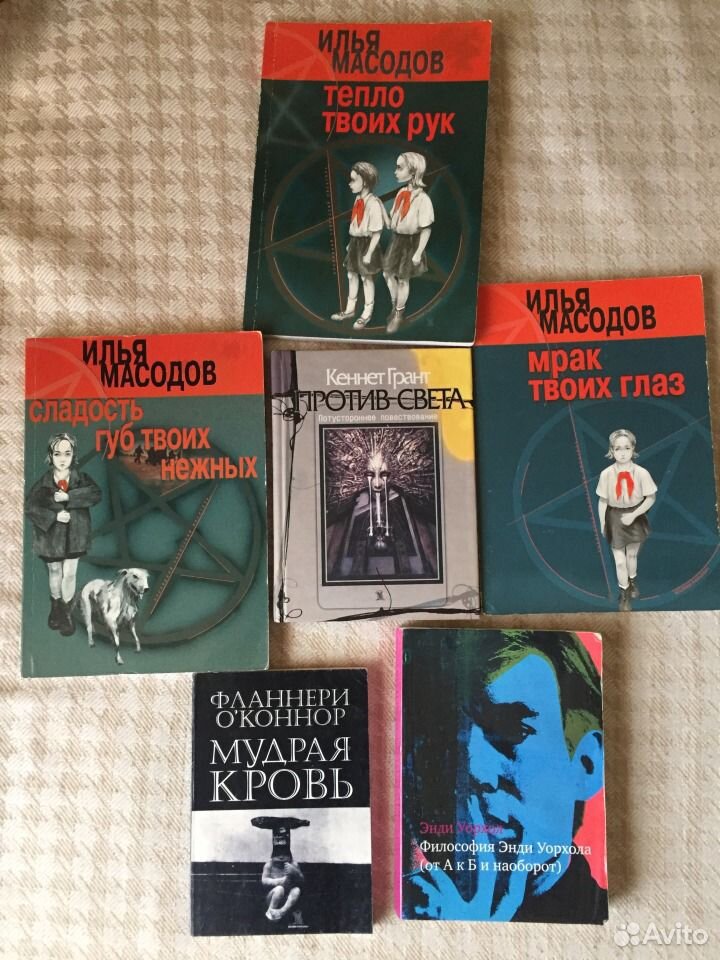 ИЛЬЯ
МАСОДОВ
тепло
твоих рук
ИЛЬЯ
МАСОДОВ
сладость
губ твоих
нежных
Кеннет Грант
ПРОТИВ СВЕТА
Потустороннее повествование
ИЛЬЯ
МАСОДОВ
мрак
твоих глаз
ФЛАННЕРИ
О'КОННОР
МУДРАЯ
КРОВЬ
Энди Уорхол
Философия Энди Уорхола
(от А к Б и наоборот)
Avito